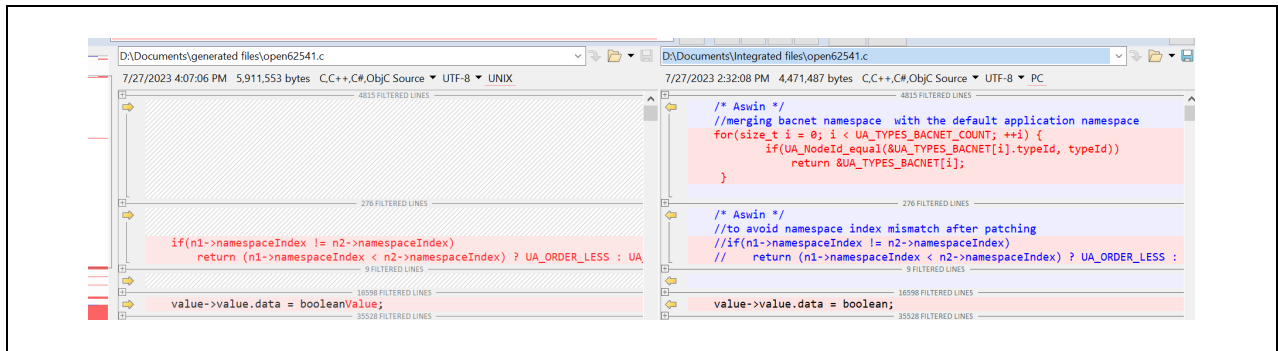 D:\Documents\generated files\open62541.c
7/27/2023 4:07:06 PM 5,911,553 bytes C,C++,C#,ObjC Source ▼ UTF-8 ▼ UNIX
4815 FILTERED LINES
276 FILTERED LINES
if(n1->namespaceIndex != n2->namespaceIndex)
return (n1->namespaceIndex < n2->namespaceIndex) ? UA_ORDER_LESS : UA_
9 FILTERED LINES
16598 FILTERED LINES
value->value.data = booleanValue;
35528 FILTERED LINES
D:\Documents\Integrated files\open62541.c
7/27/2023 2:32:08 PM 4,471,487 bytes C,C++,C#,ObjC Source ▼ UTF-8 ▼ PC
4815 FILTERED LINES
/* Aswin */
//merging bacnet namespace with the default application namespace
for(size_t i = 0; i < UA_TYPES_BACNET_COUNT; ++i) {
if(UA_NodeId_equal(&UA_TYPES_BACNET[i].typeId, typeId))
return &UA_TYPES_BACNET[i];
}
276 FILTERED LINES
/* Aswin */
//to avoid namespace index mismatch after patching
//if(n1->namespaceIndex != n2->namespaceIndex)
// return (n1->namespaceIndex < n2->namespaceIndex) ? UA_ORDER_LESS :
9 FILTERED LINES
16598 FILTERED LINES
value->value.data = boolean;
35528 FILTERED LINES